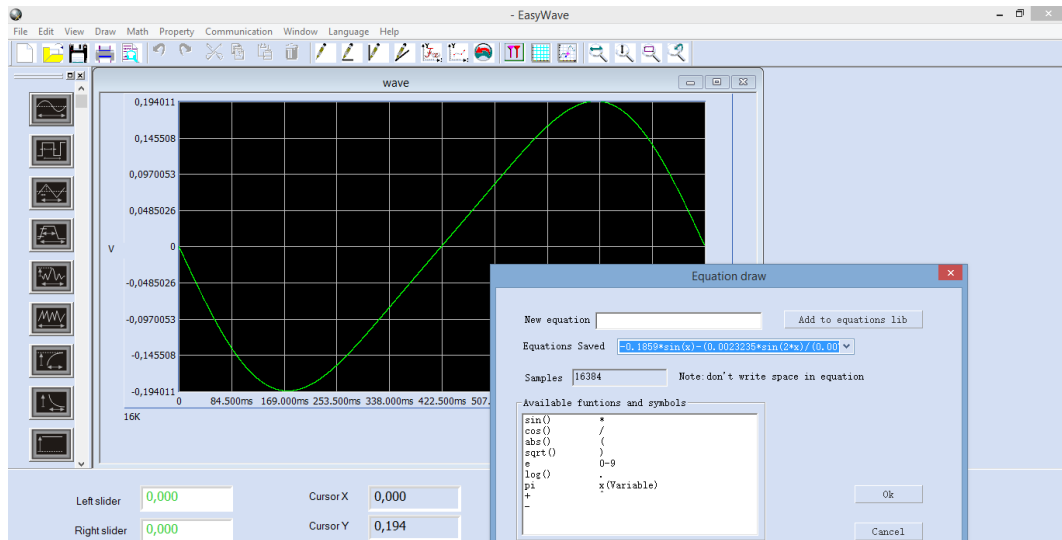 - EasyWave
File Edit View Draw Math Property Communication Window Language Help
wave
0,194011
0,145508
0,0970053
0,0485026
V
0
-0,0485026
-0,0970053
-0,145508
-0,194011
0 84.500ms 169.000ms 253.500ms 338.000ms 422.500ms 507.
16K
Equation draw
New equation
Add to equations lib
Equations Saved -0.1859*sin(x)-(0.0023235*sin(2*x)/(0.00
Samples 16384 Note:don't write space in equation
Available funtions and symbols
sin() *
cos() /
abs() (
sqrt() )
e 0-9
log() .
pi x(Variable)
+
-
Ok
Cancel
Left slider 0,000 Cursor X 0,000
Right slider 0,000 Cursor Y 0,194